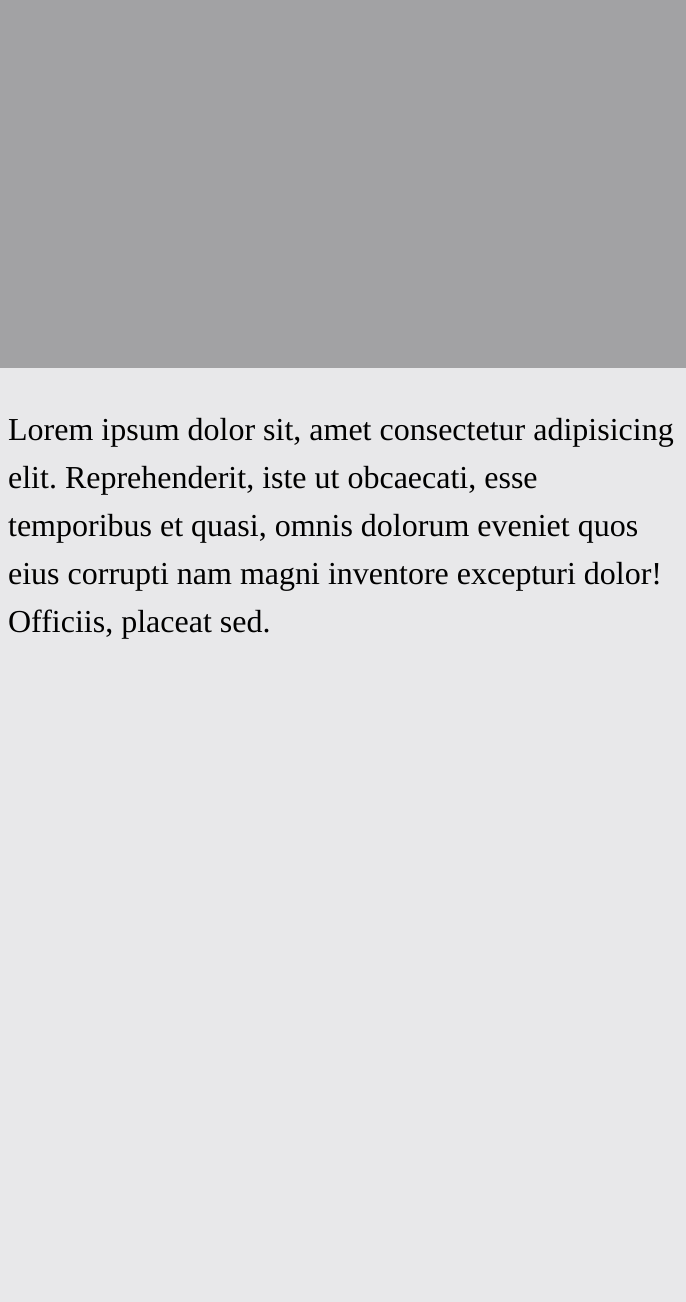 Lorem ipsum dolor sit, amet consectetur adipisicing
elit. Reprehenderit, iste ut obcaecati, esse
temporibus et quasi, omnis dolorum eveniet quos
eius corrupti nam magni inventore excepturi dolor!
Officiis, placeat sed.